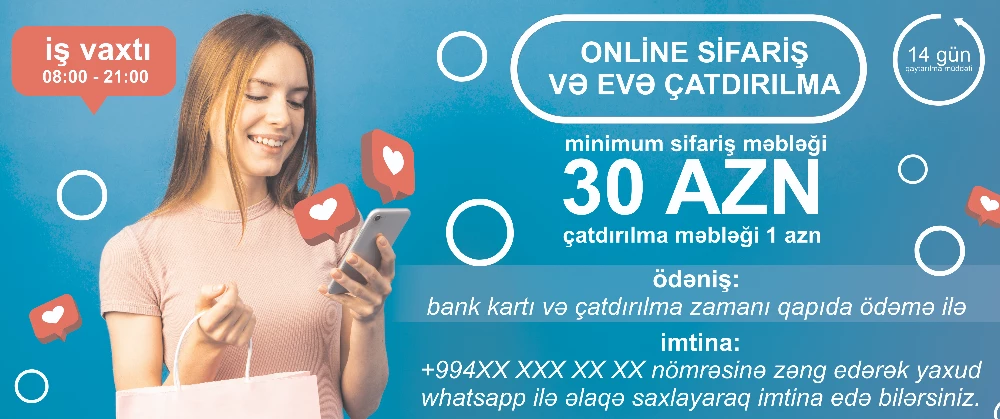 iş vaxtı
08:00 - 21:00
ONLİNE SİFARİŞ
VƏ EVƏ ÇATDIRILMA
14 gün
qaytarılma müddəti
minimum sifariş məbləği
30 AZN
çatdırılma məbləği 1 azn
ödəniş:
bank kartı və çatdırılma zamanı qapıda ödəmə ilə
imtina:
+994XX XXX XX XX nömrəsinə zəng edərək yaxud
whatsapp ilə əlaqə saxlayaraq imtina edə bilərsiniz.